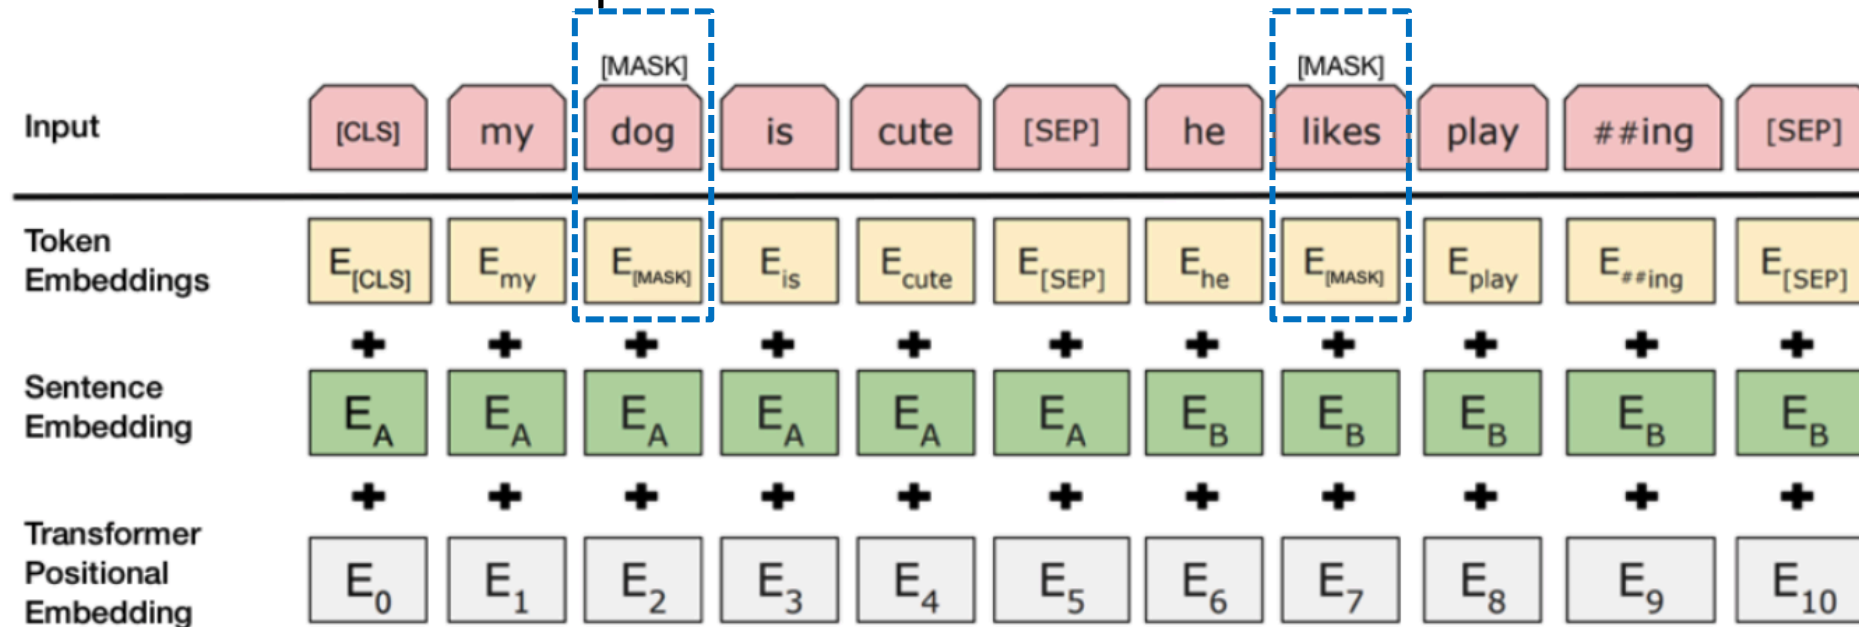 [MASK] [MASK]
Input [CLS] my dog is cute [SEP] he likes play ##ing [SEP]
Token
Embeddings E[CLS] Emy E[MASK] Eis Ecute E[SEP] Ehe E[MASK] Eplay E##ing E[SEP]
Sentence
Embedding EA EA EA EA EA EA EB EB EB EB EB
Transformer
Positional
Embedding E0 E1 E2 E3 E4 E5 E6 E7 E8 E9 E10